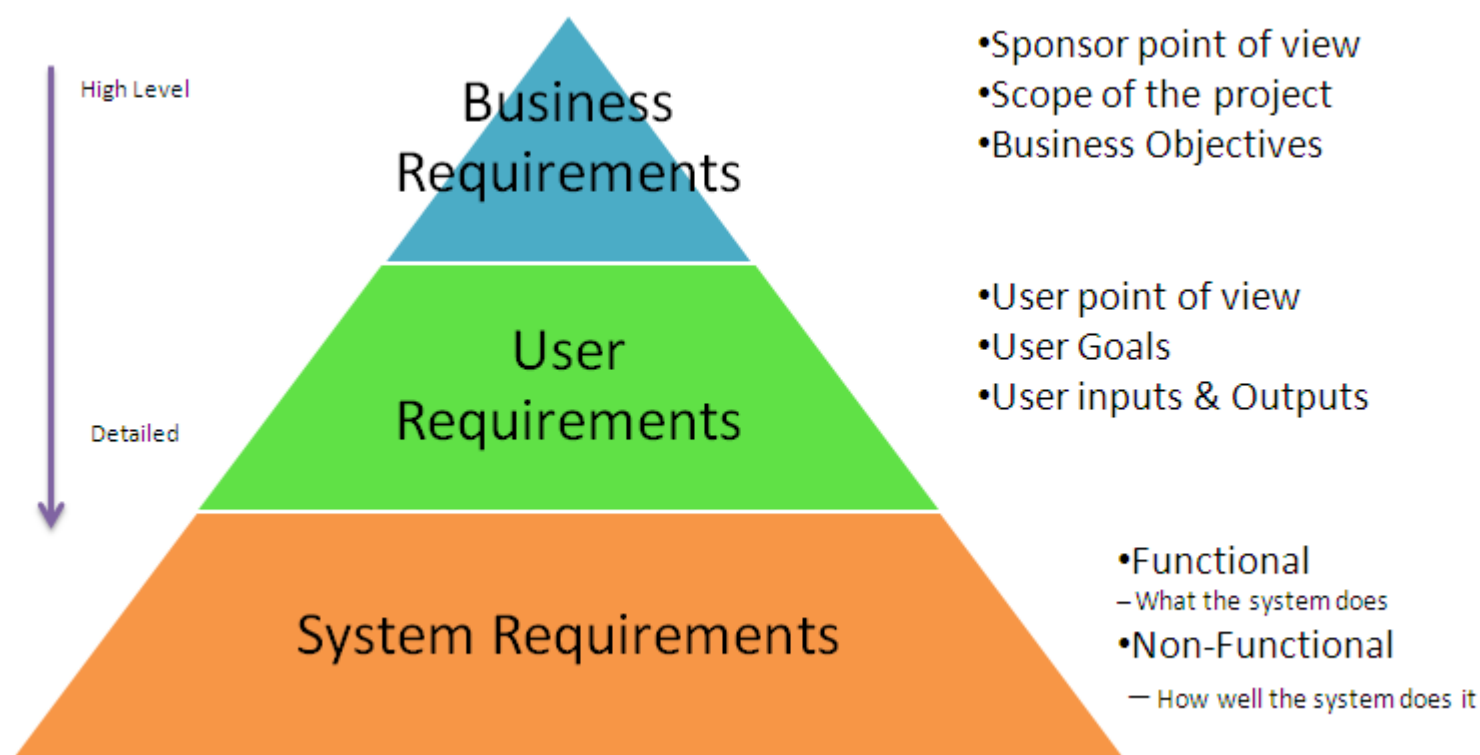 High Level
Business
Requirements
•Sponsor point of view
•Scope of the project
•Business Objectives
Detailed
User
Requirements
•User point of view
•User Goals
•User inputs & Outputs
System Requirements
•Functional
–What the system does
•Non-Functional
— How well the system does it